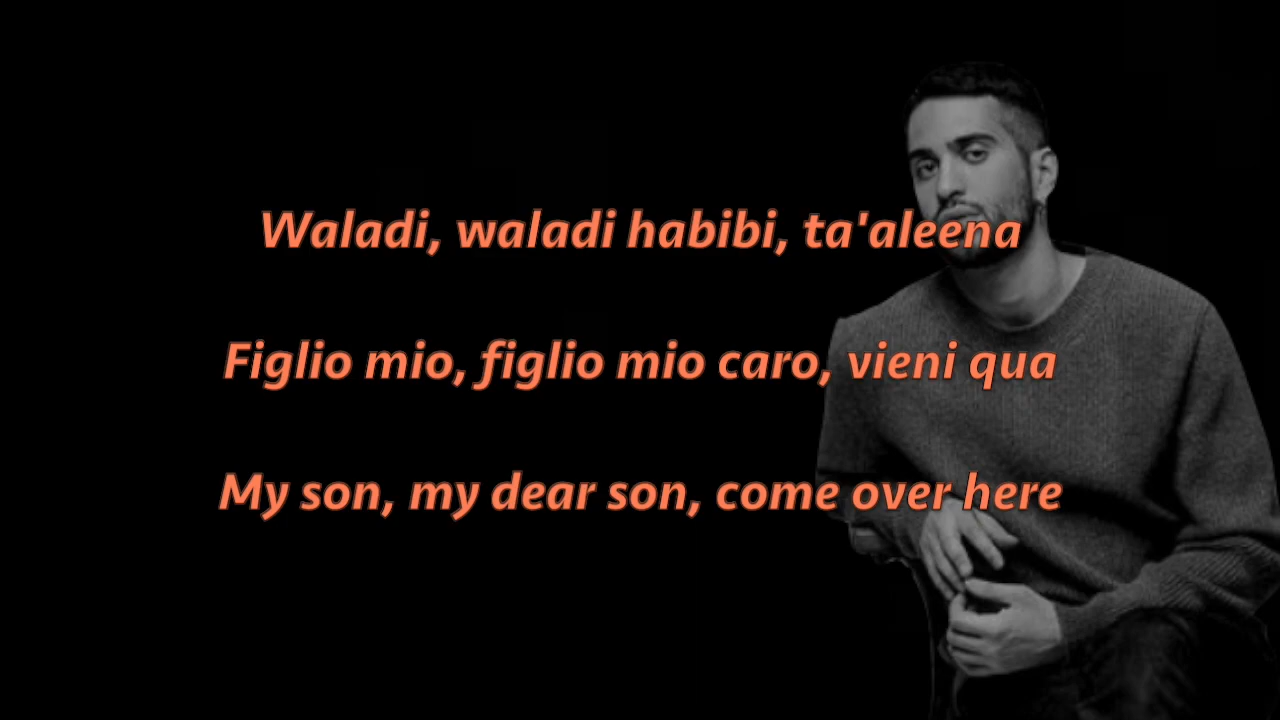 Waladi, waladi habibi, ta'aleena
Figlio mio, figlio mio caro, vieni qua
My son, my dear son, come over here